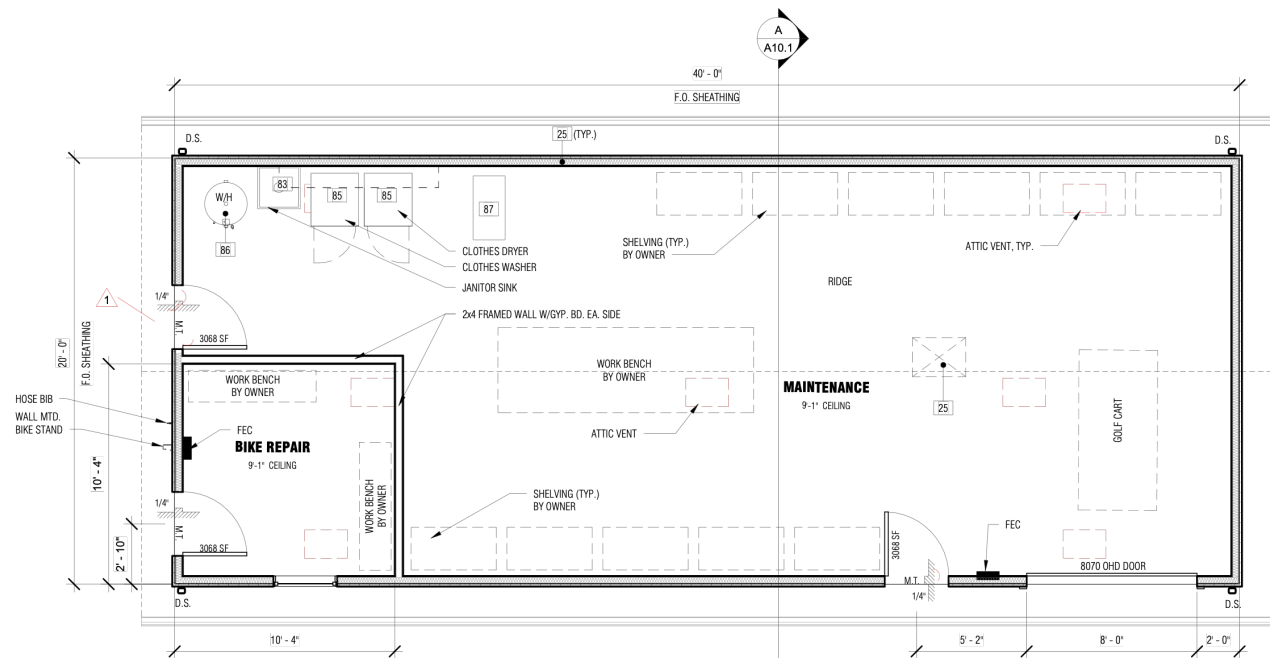 A
A10.1
40' - 0"
F.O. SHEATHING
D.S.
25 (TYP.)
D.S.
W/H
83
85
85
87
86
CLOTHES DRYER
CLOTHES WASHER
JANITOR SINK
2x4 FRAMED WALL W/GYP. BD. EA. SIDE
SHELVING (TYP.)
BY OWNER
ATTIC VENT, TYP.
RIDGE
1
1/4"
M.T.
3068 SF
20' - 0"
F.O. SHEATHING
HOSE BIB
WALL MTD.
BIKE STAND
WORK BENCH
BY OWNER
FEC
BIKE REPAIR
9'-1" CEILING
10' - 4"
1/4"
M.T.
2' - 10"
3068 SF
WORK BENCH
BY OWNER
WORK BENCH
BY OWNER
ATTIC VENT
MAINTENANCE
9'-1" CEILING
25
GOLF CART
SHELVING (TYP.)
BY OWNER
3068 SF
FEC
M.T.
1/4"
8070 OHD DOOR
D.S.
D.S.
10' - 4"
5' - 2"
8' - 0"
2' - 0"